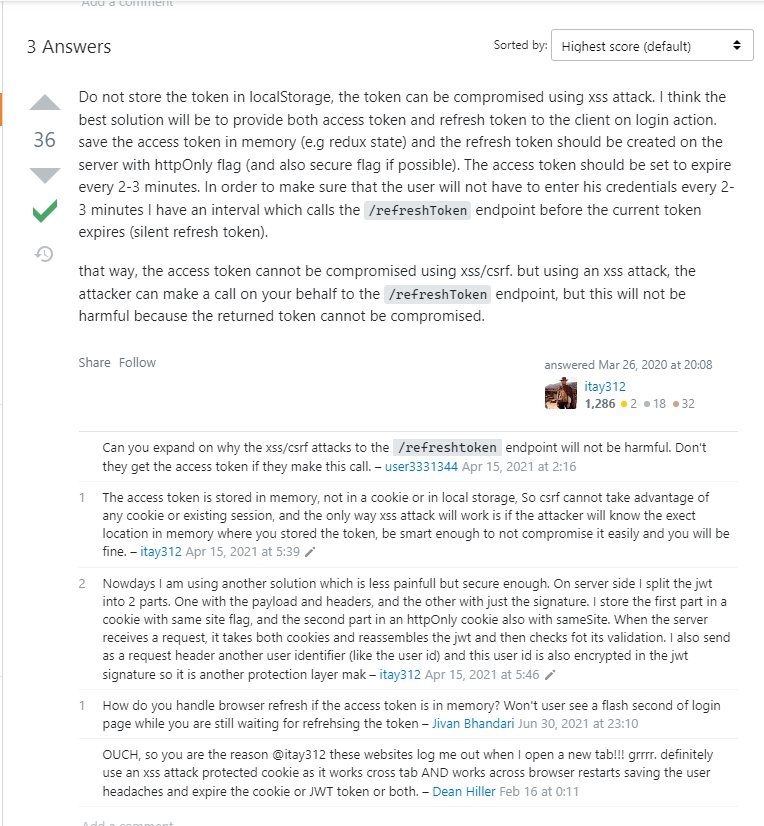 Add a comment
3 Answers
Sorted by:
Highest score (default)
Do not store the token in localStorage, the token can be compromised using xss attack. I think the
best solution will be to provide both access token and refresh token to the client on login action.
36
save the access token in memory (e.g redux state) and the refresh token should be created on the
server with httpOnly flag (and also secure flag if possible). The access token should be set to expire
every 2-3 minutes. In order to make sure that the user will not have to enter his credentials every 2-
3 minutes I have an interval which calls the /refreshToken endpoint before the current token
expires (silent refresh token).
that way, the access token cannot be compromised using xss/csrf. but using an xss attack, the
attacker can make a call on your behalf to the /refreshToken endpoint, but this will not be
harmful because the returned token cannot be compromised.
Share Follow
answered Mar 26, 2020 at 20:08
itay312
1,286 2 18 32
Can you expand on why the xss/csrf attacks to the /refreshtoken endpoint will not be harmful. Don't
they get the access token if they make this call. – user3331344 Apr 15, 2021 at 2:16
1 The access token is stored in memory, not in a cookie or in local storage, So csrf cannot take advantage of
any cookie or existing session, and the only way xss attack will work is if the attacker will know the exect
location in memory where you stored the token, be smart enough to not compromise it easily and you will be
fine. – itay312 Apr 15, 2021 at 5:39
2 Nowdays I am using another solution which is less painfull but secure enough. On server side I split the jwt
into 2 parts. One with the payload and headers, and the other with just the signature. I store the first part in a
cookie with same site flag, and the second part in an httpOnly cookie also with sameSite. When the server
receives a request, it takes both cookies and reassembles the jwt and then checks fot its validation. I also send
as a request header another user identifier (like the user id) and this user id is also encrypted in the jwt
signature so it is another protection layer mak – itay312 Apr 15, 2021 at 5:46
1 How do you handle browser refresh if the access token is in memory? Won't user see a flash second of login
page while you are still waiting for refrehsing the token – Jivan Bhandari Jun 30, 2021 at 23:10
OUCH, so you are the reason @itay312 these websites log me out when I open a new tab!!! grrrr. definitely
use an xss attack protected cookie as it works cross tab AND works across browser restarts saving the user
headaches and expire the cookie or JWT token or both. – Dean Hiller Feb 16 at 0:11
Add a comment